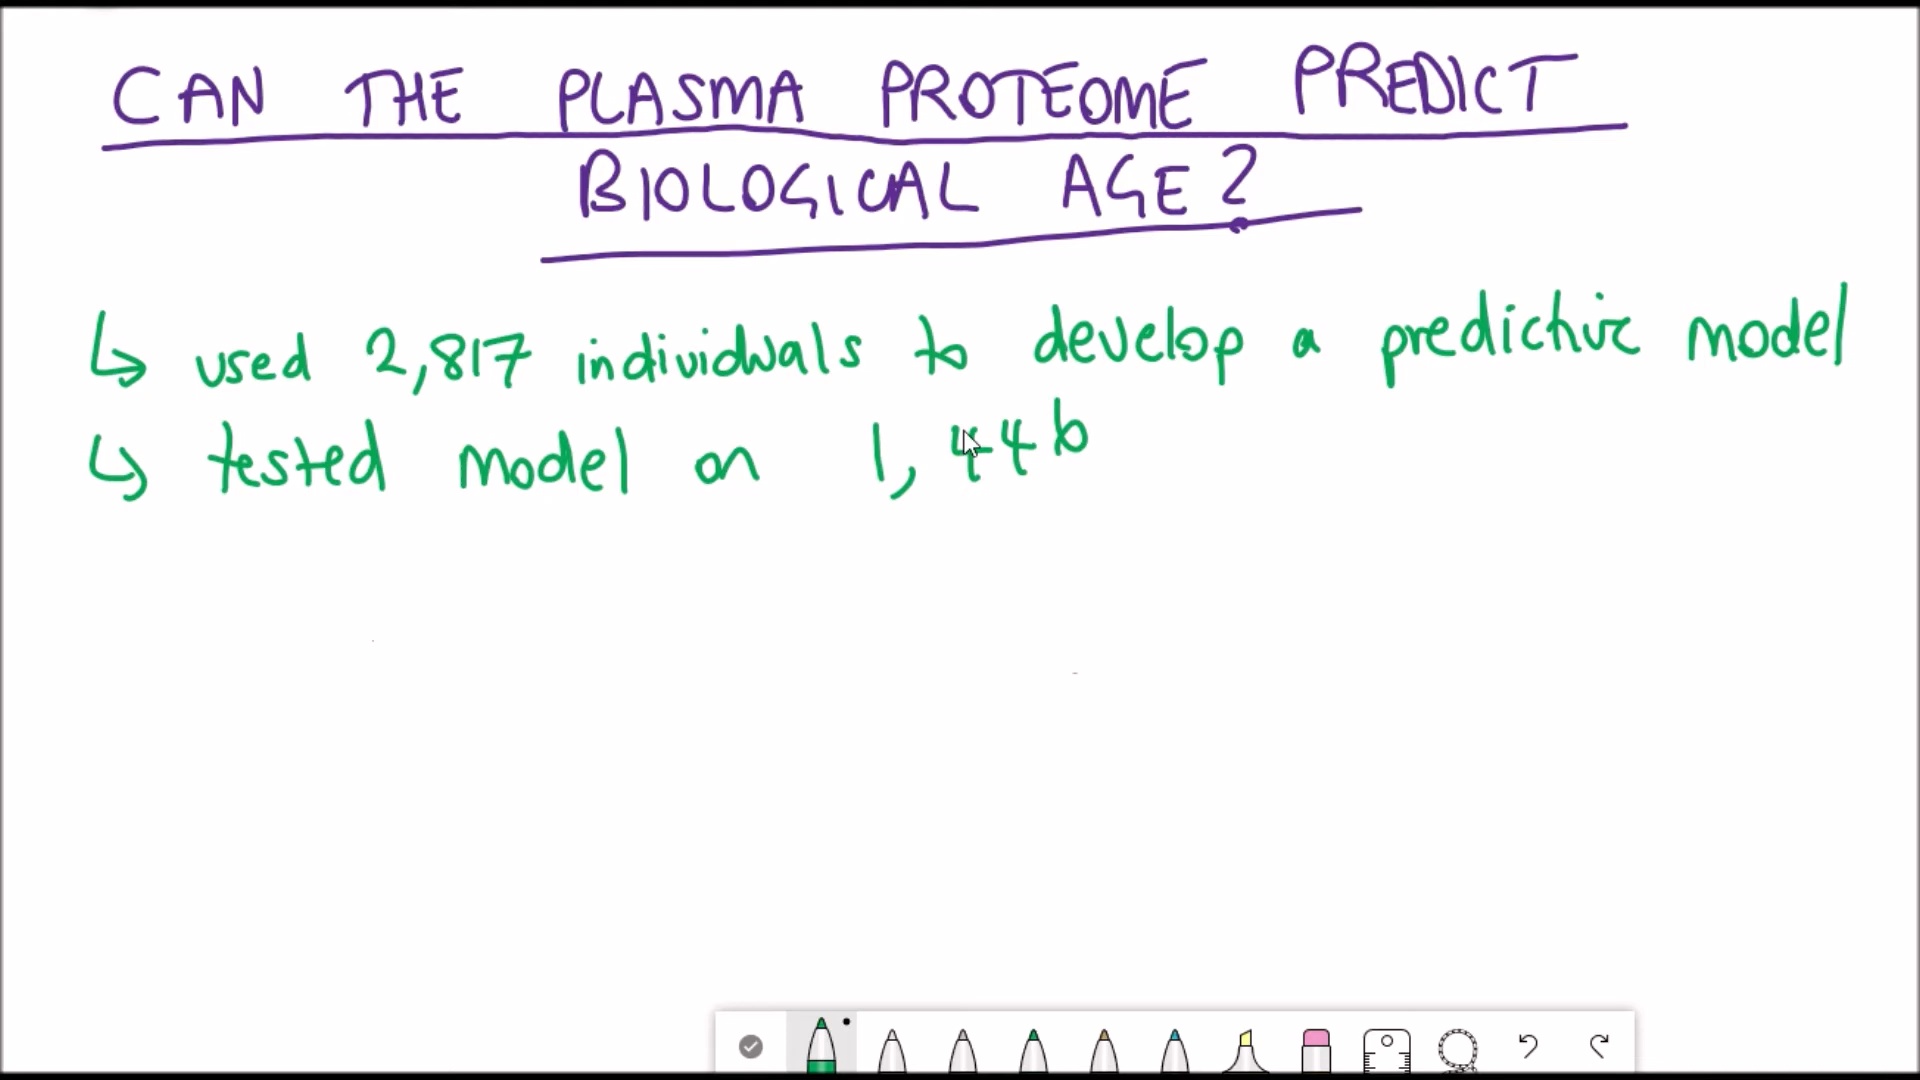 CAN THE PLASMA PROTEOME PREDICT
BIOLOGICAL AGE?
↳ used 2,817 individuals to develop a predictive model
↳ tested model on 1,446